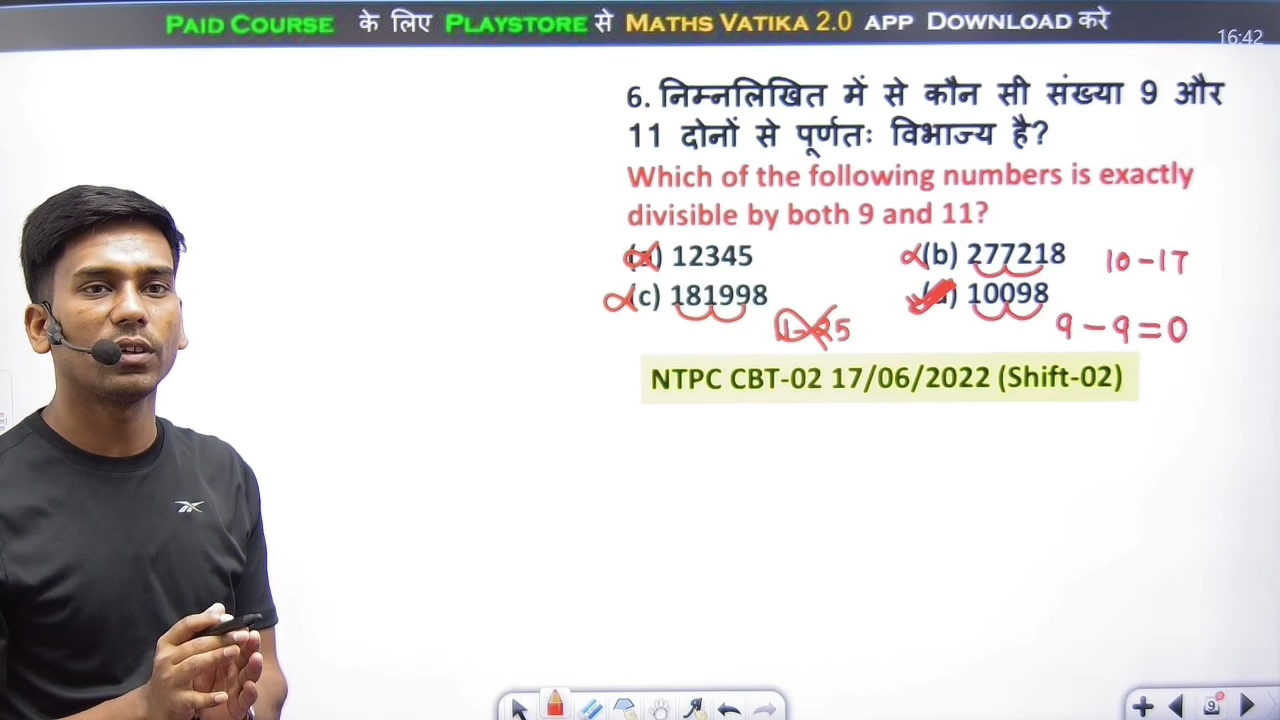 PAID COURSE के लिए PLAYSTORE से MATHS VATIKA 2.0 APP DOWNLOAD करे
16:42
6. निम्नलिखित में से कौन सी संख्या 9 और
11 दोनों से पूर्णतः विभाज्य है?
Which of the following numbers is exactly
divisible by both 9 and 11?
(a) 12345 (b) 277218 10-17
(c) 181998 (d) 10098
9-9=0
NTPC CBT-02 17/06/2022 (Shift-02)
9